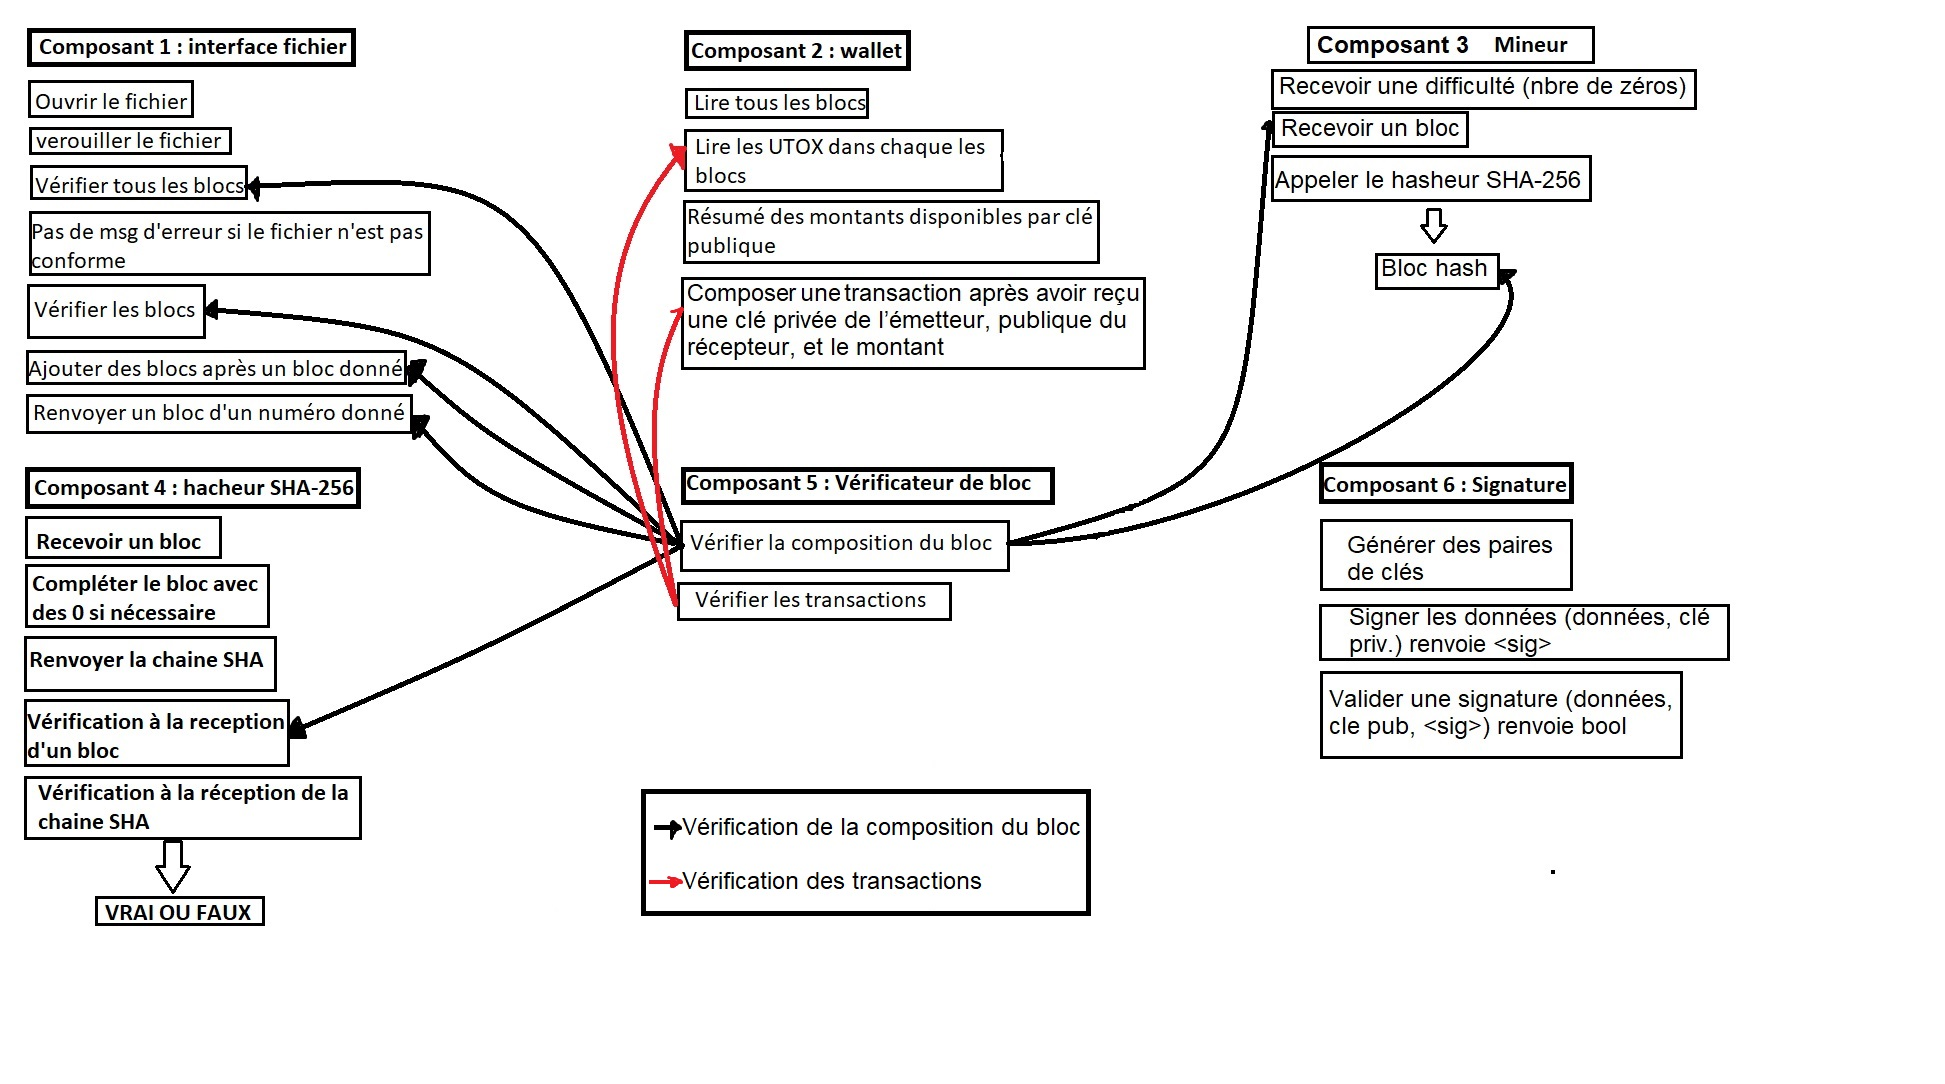 Composant 1 : interface fichier
Ouvrir le fichier
verouiller le fichier
Vérifier tous les blocs
Pas de msg d'erreur si le fichier n'est pas
conforme
Vérifier les blocs
Ajouter des blocs après un bloc donné
Renvoyer un bloc d'un numéro donné
Composant 2 : wallet
Lire tous les blocs
Lire les UTOX dans chaque les
blocs
Résumé des montants disponibles par clé
publique
Composer une transaction après avoir reçu
une clé privée de l’émetteur, publique du
récepteur, et le montant
Composant 3 Mineur
Recevoir une difficulté (nbre de zéros)
Recevoir un bloc
Appeler le hasheur SHA-256
Bloc hash
Composant 4 : hacheur SHA-256
Recevoir un bloc
Compléter le bloc avec
des 0 si nécessaire
Renvoyer la chaine SHA
Vérification à la reception
d'un bloc
Vérification à la réception de la
chaine SHA
VRAI OU FAUX
Composant 5 : Vérificateur de bloc
Vérifier la composition du bloc
Vérifier les transactions
Composant 6 : Signature
Générer des paires
de clés
Signer les données (données, clé
priv.) renvoie <sig>
Valider une signature (données,
cle pub, <sig>) renvoie bool
Vérification de la composition du bloc
Vérification des transactions